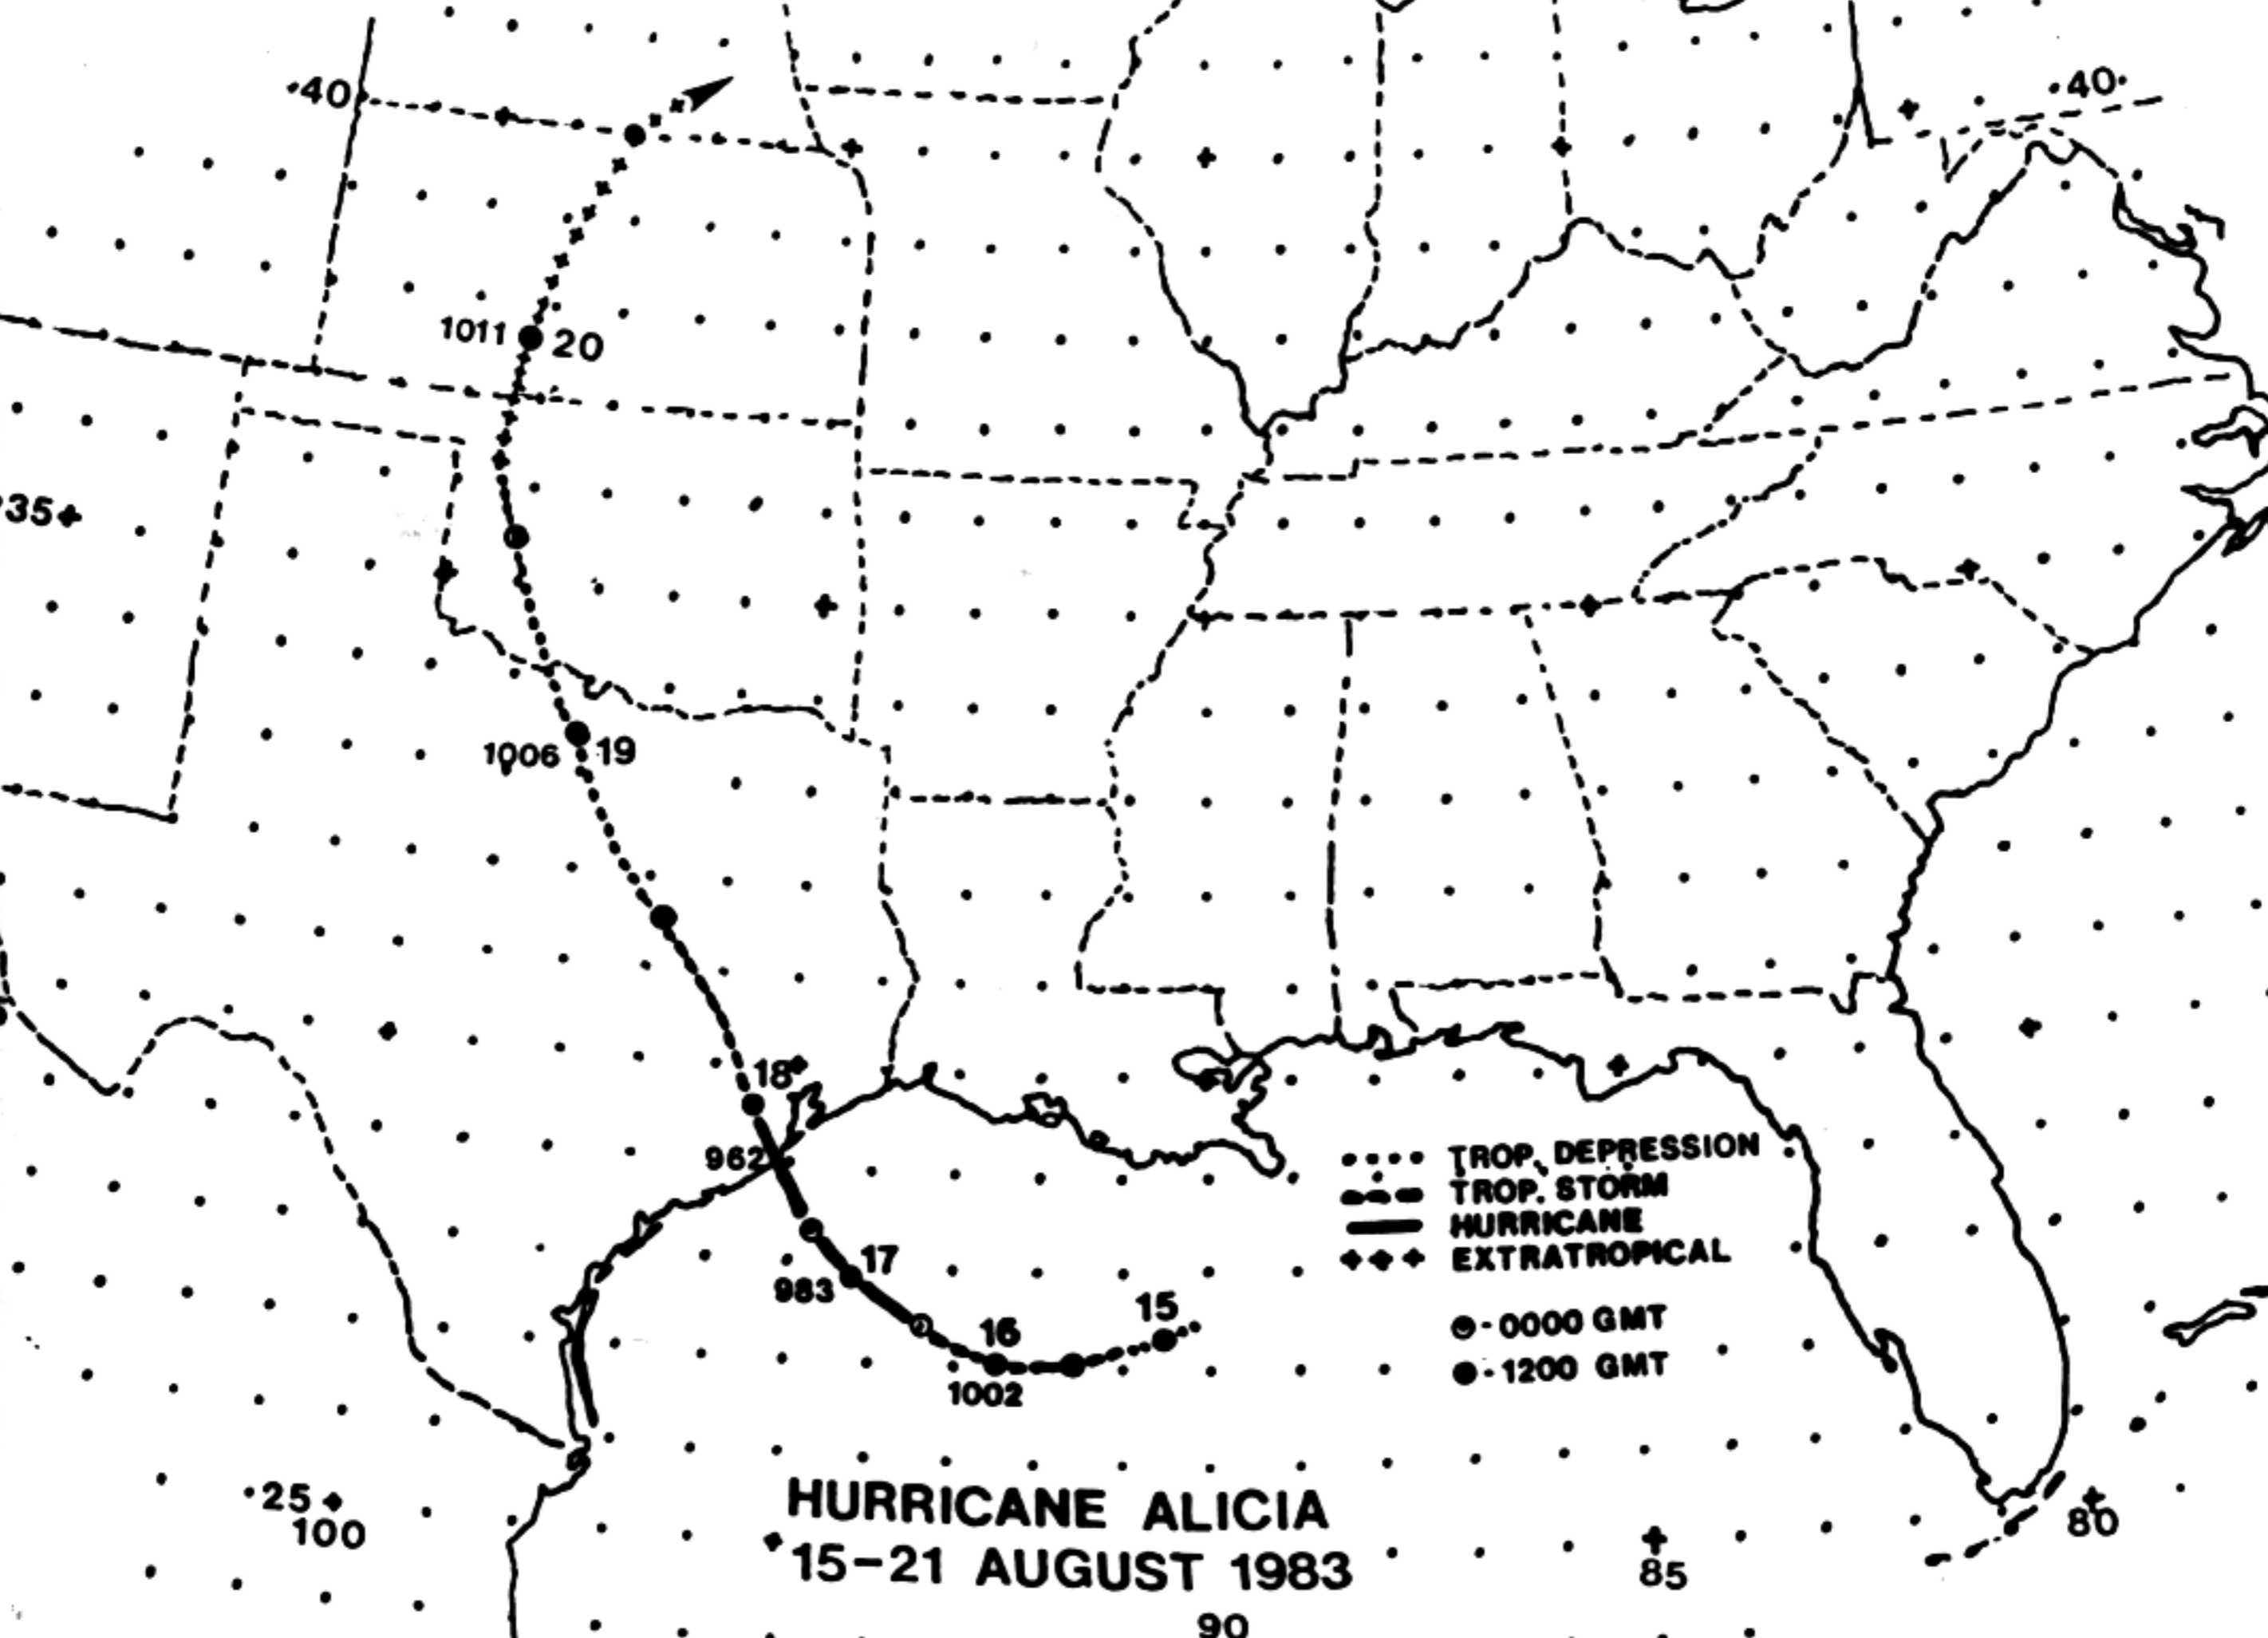 40
40
1011 20
35
1006 19
18
962
TROP. DEPRESSION
TROP. STORM
HURRICANE
EXTRATROPICAL
17
983
15
16
1002
- 0000 GMT
- 1200 GMT
25
100
HURRICANE ALICIA
15-21 AUGUST 1983
80
85
90